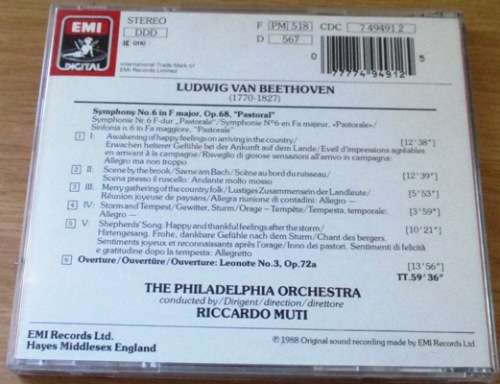 EMI
DIGITAL
STEREO
DDD
0110
International Trade Mark of
EMI Records Limited
F PM 518 CDC 7 49491 2
D 567
0 77774 94912 5
LUDWIG VAN BEETHOVEN
(1770-1827)
Symphony No.6 in F major, Op.68, "Pastoral"
Symphonie Nr.6 F-dur „Pastorale"/Symphonie N°6 en Fa majeur, «Pastorale»/
Sinfonia n.6 in Fa maggiore, "Pastorale"
1 I: Awakening of happy feelings on arriving in the country/ [12'38"]
Erwachen heiterer Gefühle bei der Ankunft auf dem Lande/Eveil d'impressions agréables
en arrivant à la campagne/Risveglio di gioiose sensazioni all'arrivo in campagna:
Allegro ma non troppo
2 II: Scene by the brook/Szene am Bach/Scène au bord du ruisseau/ [12'39"]
Scena presso il ruscello: Andante molto mosso
3 III: Merry gathering of the country folk/Lustiges Zusammensein der Landleute/ [5'53"]
Réunion joyeuse de paysans/Allegra riunione di contadini: Allegro —
4 IV: Storm and Tempest/Gewitter, Sturm/Orage – Tempête/Tempesta, temporale: [3'59"]
Allegro —
5 V: Shepherds' Song. Happy and thankful feelings after the storm/ [10'21"]
Hirtengesang. Frohe, dankbare Gefühle nach dem Sturm/Chant des bergers.
Sentiments joyeux et reconnaissants après l'orage/Inno dei pastori. Sentimenti di felicità
e gratitudine dopo la tempesta: Allegretto
6 Overture/Ouvertüre/Ouverture: Leonore No.3, Op.72a [13'56"]
TT.59'36"
THE PHILADELPHIA ORCHESTRA
conducted by/Dirigent/direction/direttore
RICCARDO MUTI
EMI Records Ltd.
Hayes Middlesex England
℗ 1988 Original sound recording made by EMI Records Ltd.